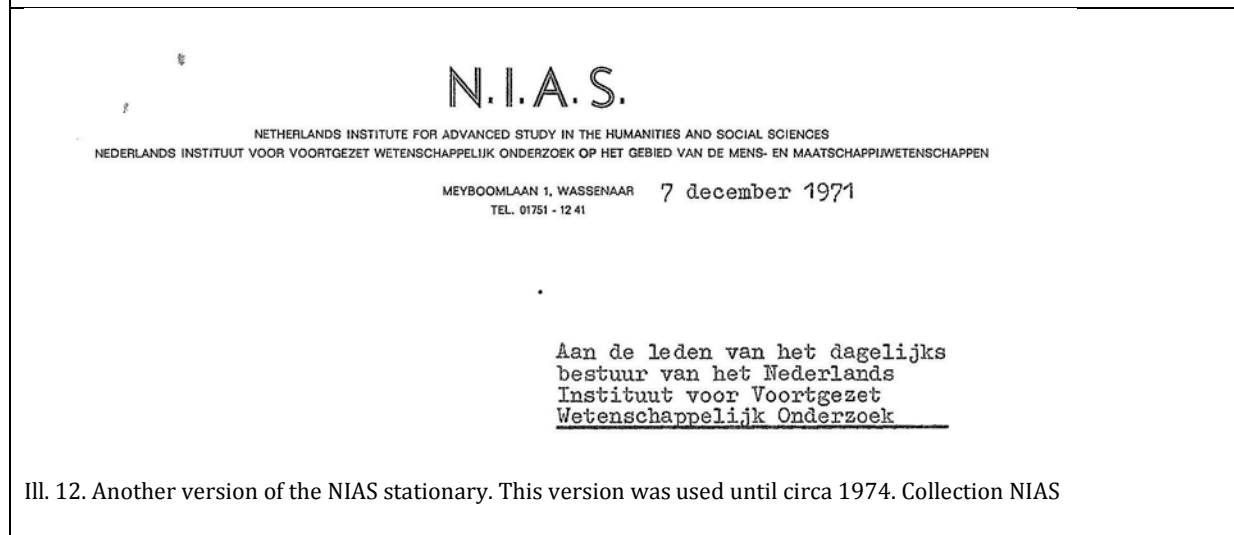 N.I.A.S.
NETHERLANDS INSTITUTE FOR ADVANCED STUDY IN THE HUMANITIES AND SOCIAL SCIENCES
NEDERLANDS INSTITUUT VOOR VOORTGEZET WETENSCHAPPELIJK ONDERZOEK OP HET GEBIED VAN DE MENS- EN MAATSCHAPPIJWETENSCHAPPEN
MEYBOOMLAAN 1, WASSENAAR 7 december 1971
TEL. 01751 - 12 41
Aan de leden van het dagelijks
bestuur van het Nederlands
Instituut voor Voortgezet
Wetenschappelijk Onderzoek
Ill. 12. Another version of the NIAS stationary. This version was used until circa 1974. Collection NIAS